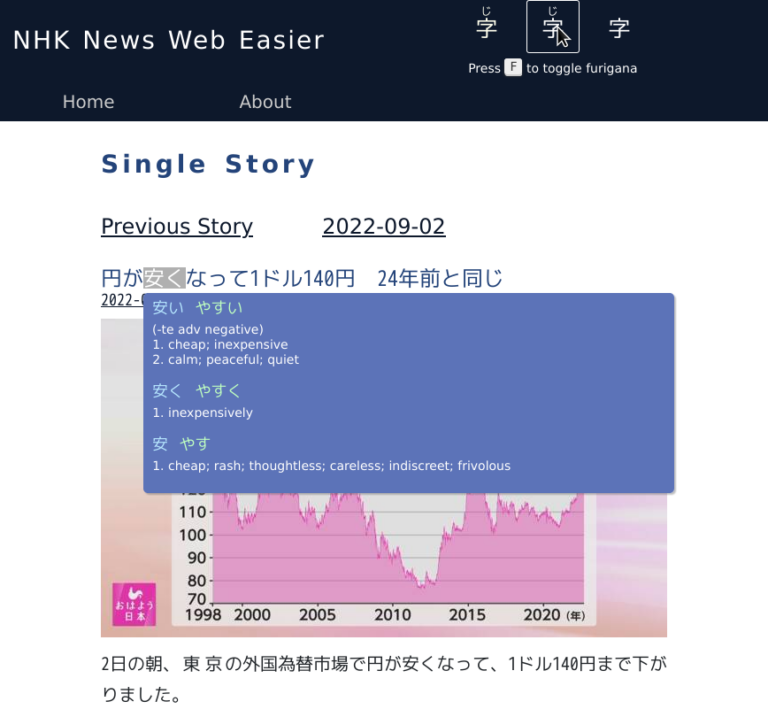 NHK News Web Easier
じ じ
字 字 字
Press F to toggle furigana
Home About
Single Story
Previous Story 2022-09-02
円が安くなって1ドル140円　24年前と同じ
2022-
安い やすい
(-te adv negative)
1. cheap; inexpensive
2. calm; peaceful; quiet
安く やすく
1. inexpensively
安 やす
1. cheap; rash; thoughtless; careless; indiscreet; frivolous
120
110
100
90
80
70
1998 2000 2005 2010 2015 2020 (年)
おはよう
日本
2日の朝、東京の外国為替市場で円が安くなって、1ドル140円まで下が
りました。